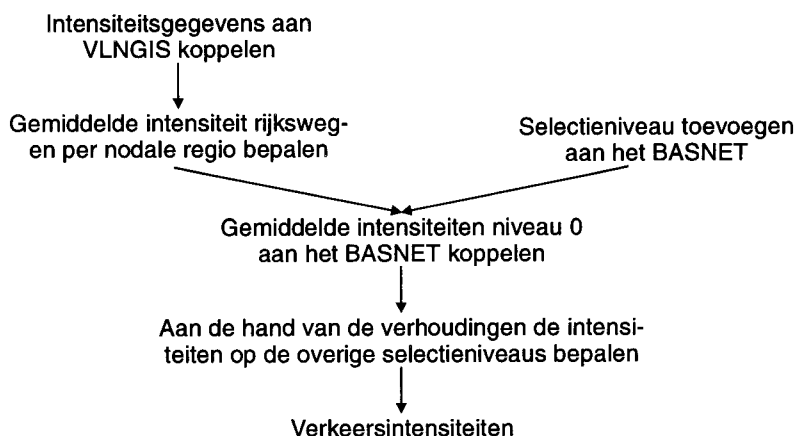 Intensiteitsgegevens aan
VLNGIS koppelen
Gemiddelde intensiteit rijksweg-
en per nodale regio bepalen
Selectieniveau toevoegen
aan het BASNET
Gemiddelde intensiteiten niveau 0
aan het BASNET koppelen
Aan de hand van de verhoudingen de intensi-
teiten op de overige selectieniveaus bepalen
Verkeersintensiteiten